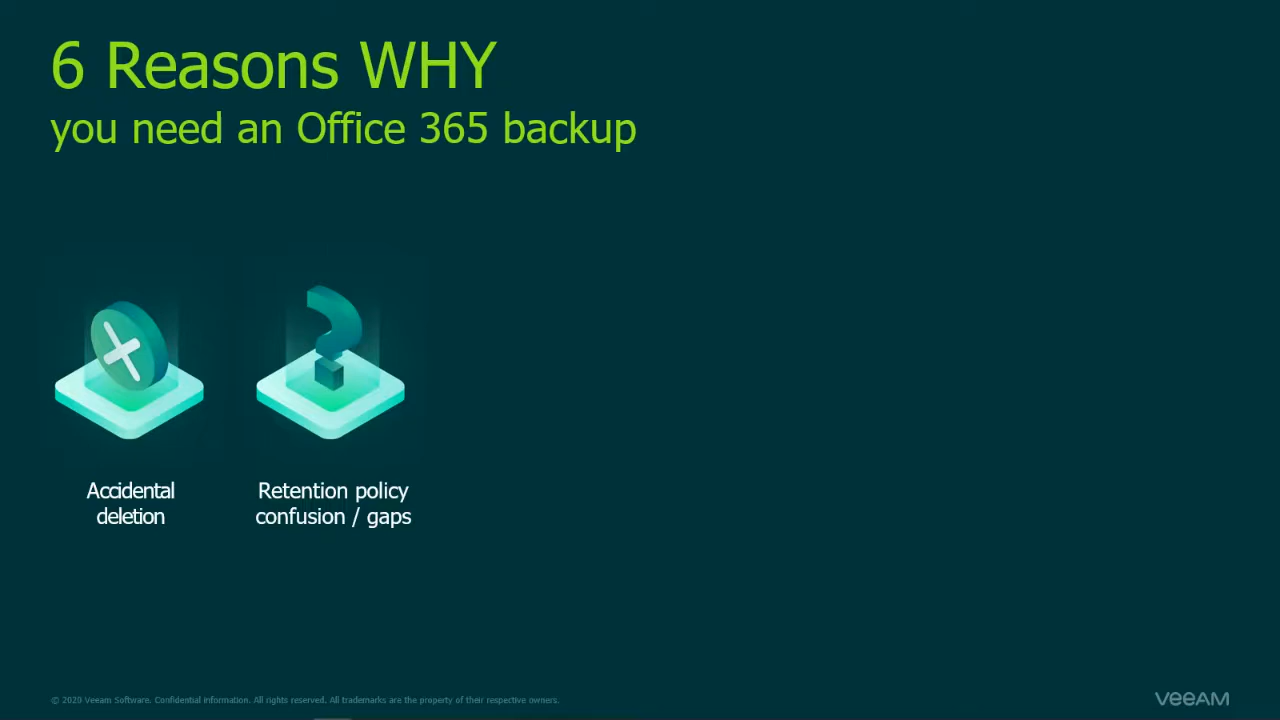 6 Reasons WHY
you need an Office 365 backup
Accidental
deletion
Retention policy
confusion / gaps
© 2020 Veeam Software. Confidential information. All rights reserved. All trademarks are the property of their respective owners.
VEEAM